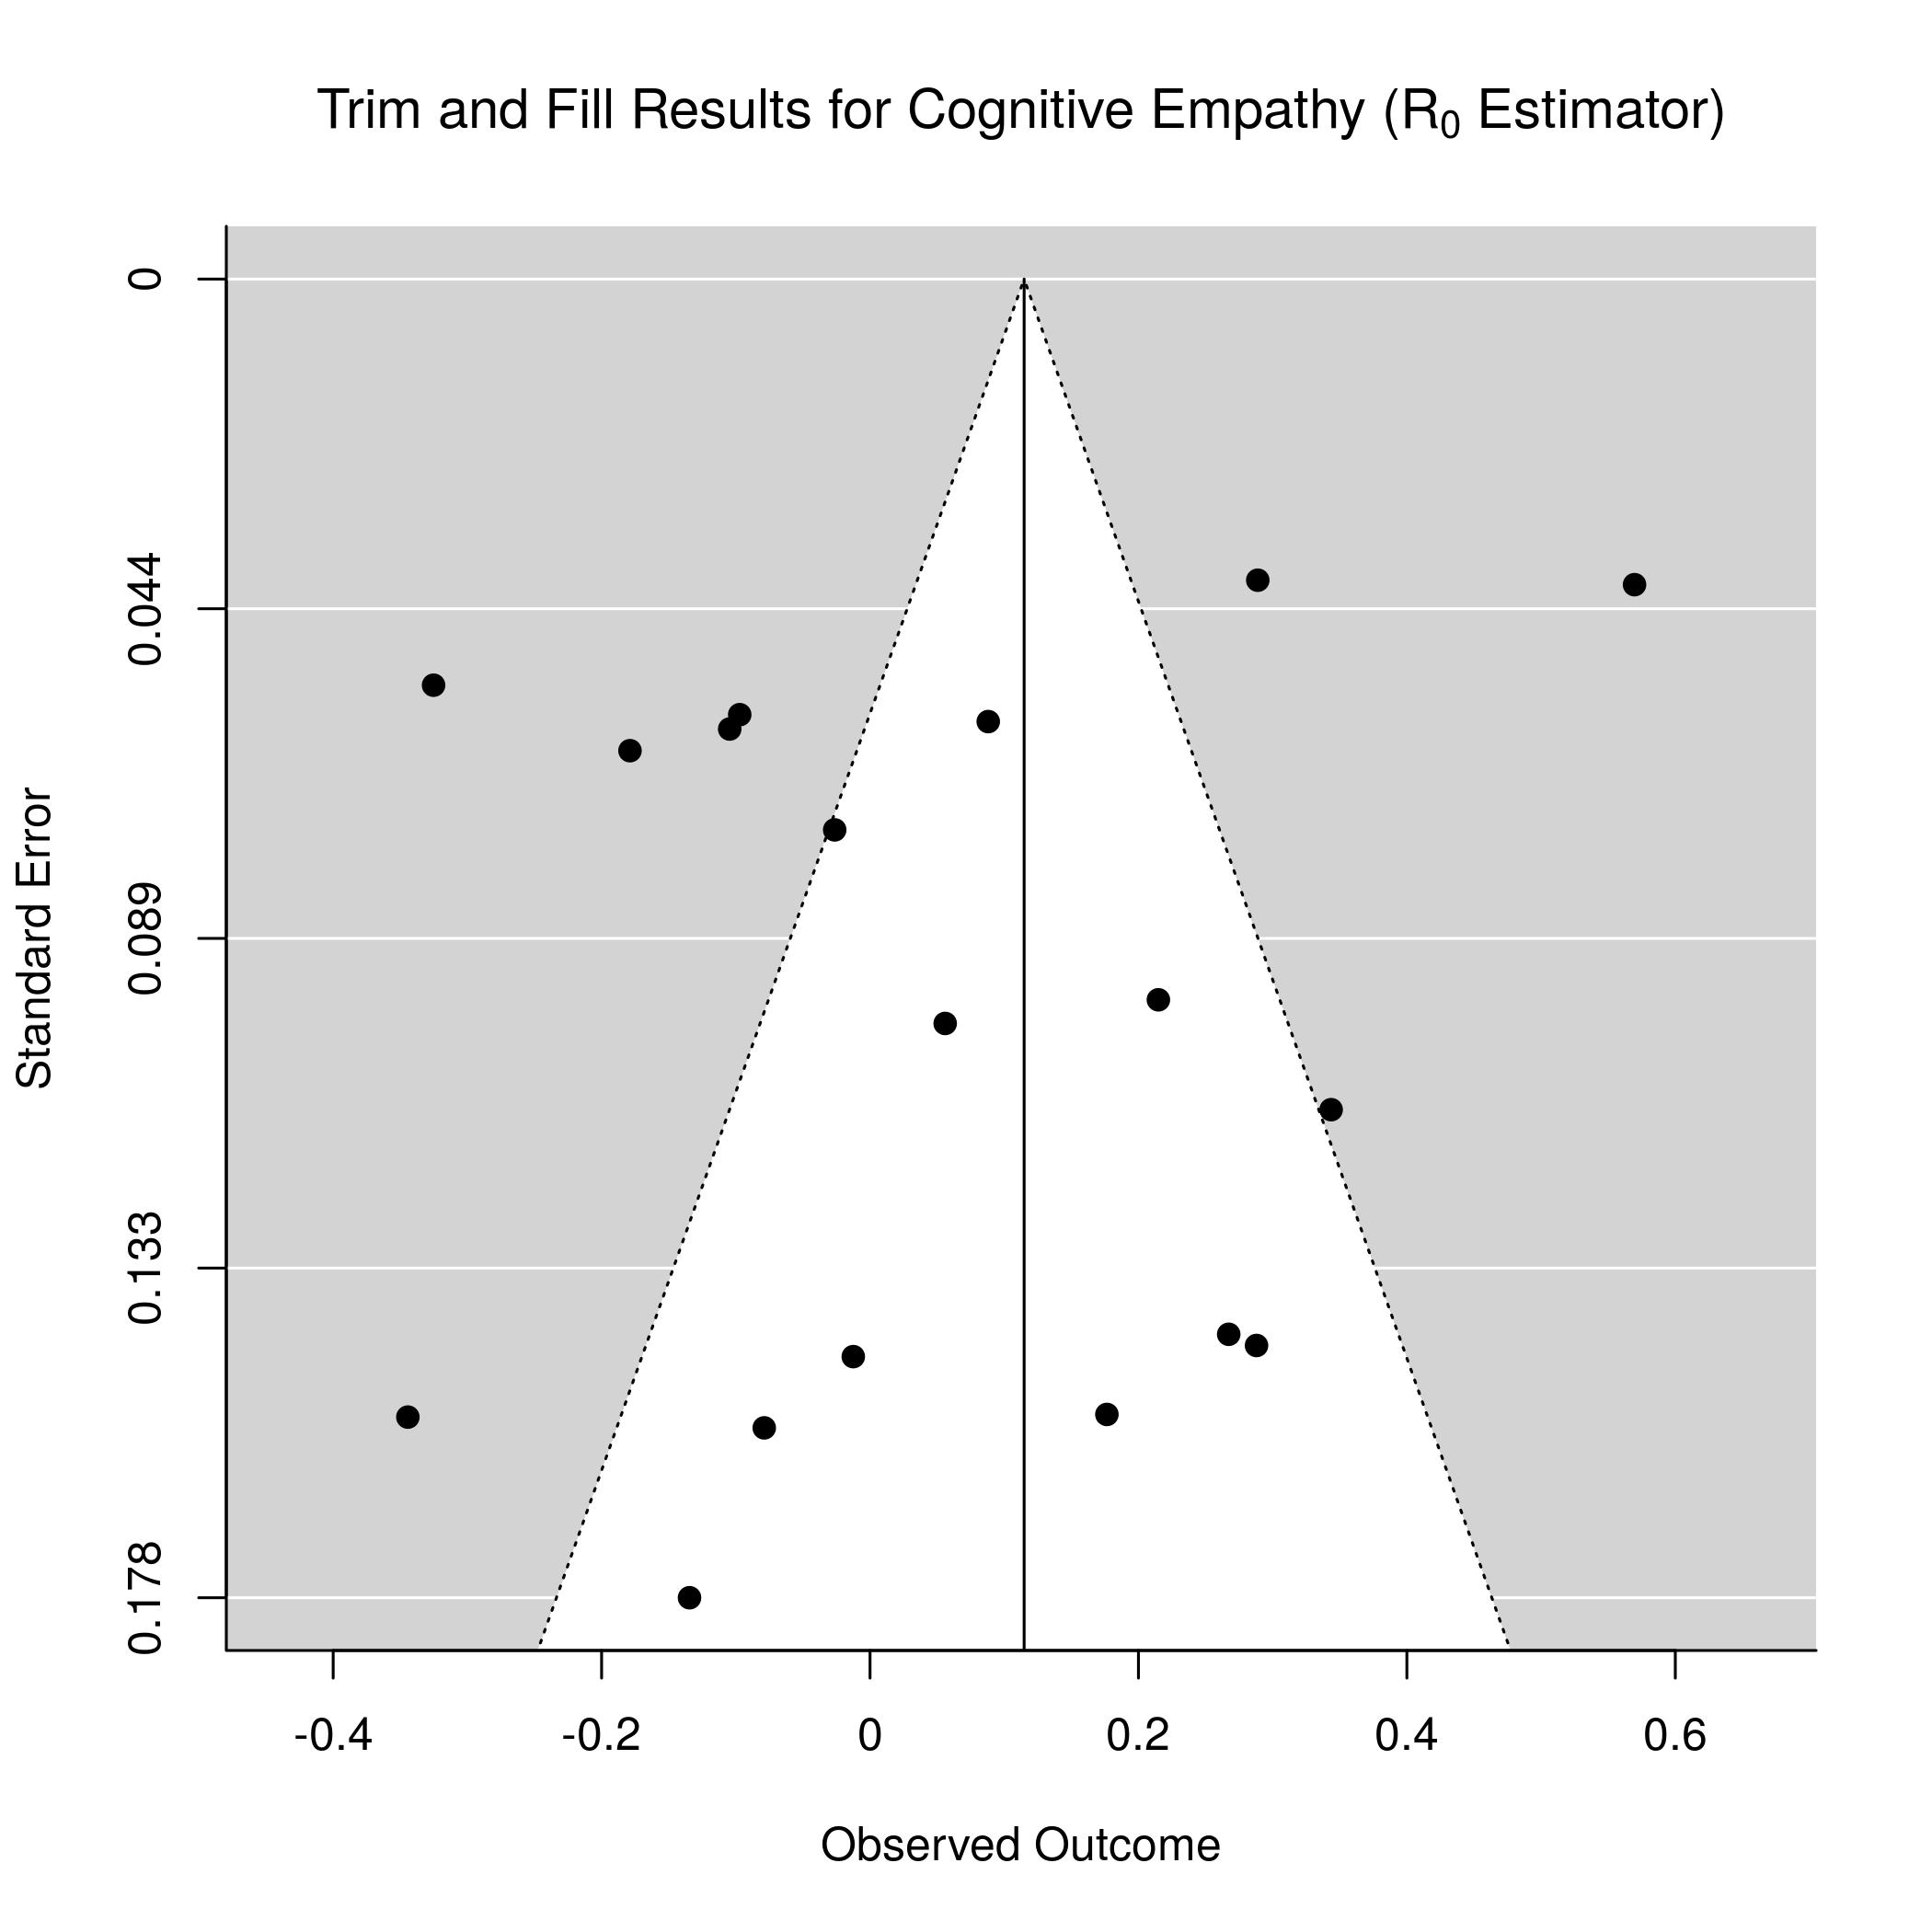 Trim and Fill Results for Cognitive Empathy (R₀ Estimator)
Standard Error
0
0.044
0.089
0.133
0.178
-0.4 -0.2 0 0.2 0.4 0.6
Observed Outcome